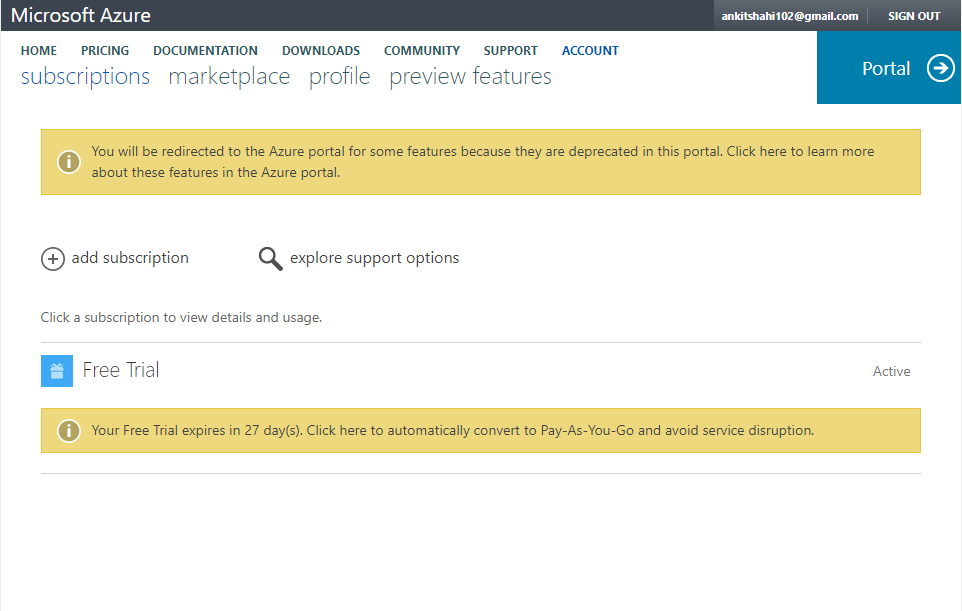 Microsoft Azure
ankitshahi102@gmail.com SIGN OUT
HOME PRICING DOCUMENTATION DOWNLOADS COMMUNITY SUPPORT ACCOUNT
subscriptions marketplace profile preview features
Portal
You will be redirected to the Azure portal for some features because they are deprecated in this portal. Click here to learn more
about these features in the Azure portal.
add subscription explore support options
Click a subscription to view details and usage.
Free Trial Active
Your Free Trial expires in 27 day(s). Click here to automatically convert to Pay-As-You-Go and avoid service disruption.